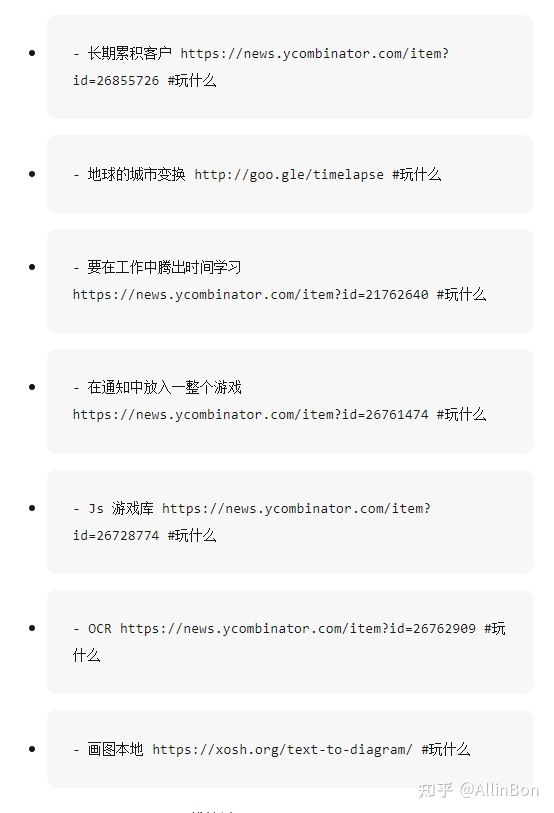 - 长期累积客户 https://news.ycombinator.com/item?
id=26855726 #玩什么
- 地球的城市变换 http://goo.gle/timelapse #玩什么
- 要在工作中腾出时间学习
https://news.ycombinator.com/item?id=21762640 #玩什么
- 在通知中放入一整个游戏
https://news.ycombinator.com/item?id=26761474 #玩什么
- Js 游戏库 https://news.ycombinator.com/item?
id=26728774 #玩什么
- OCR https://news.ycombinator.com/item?id=26762909 #玩
什么
- 画图本地 https://xosh.org/text-to-diagram/ #玩什么
知乎 @AllinBon